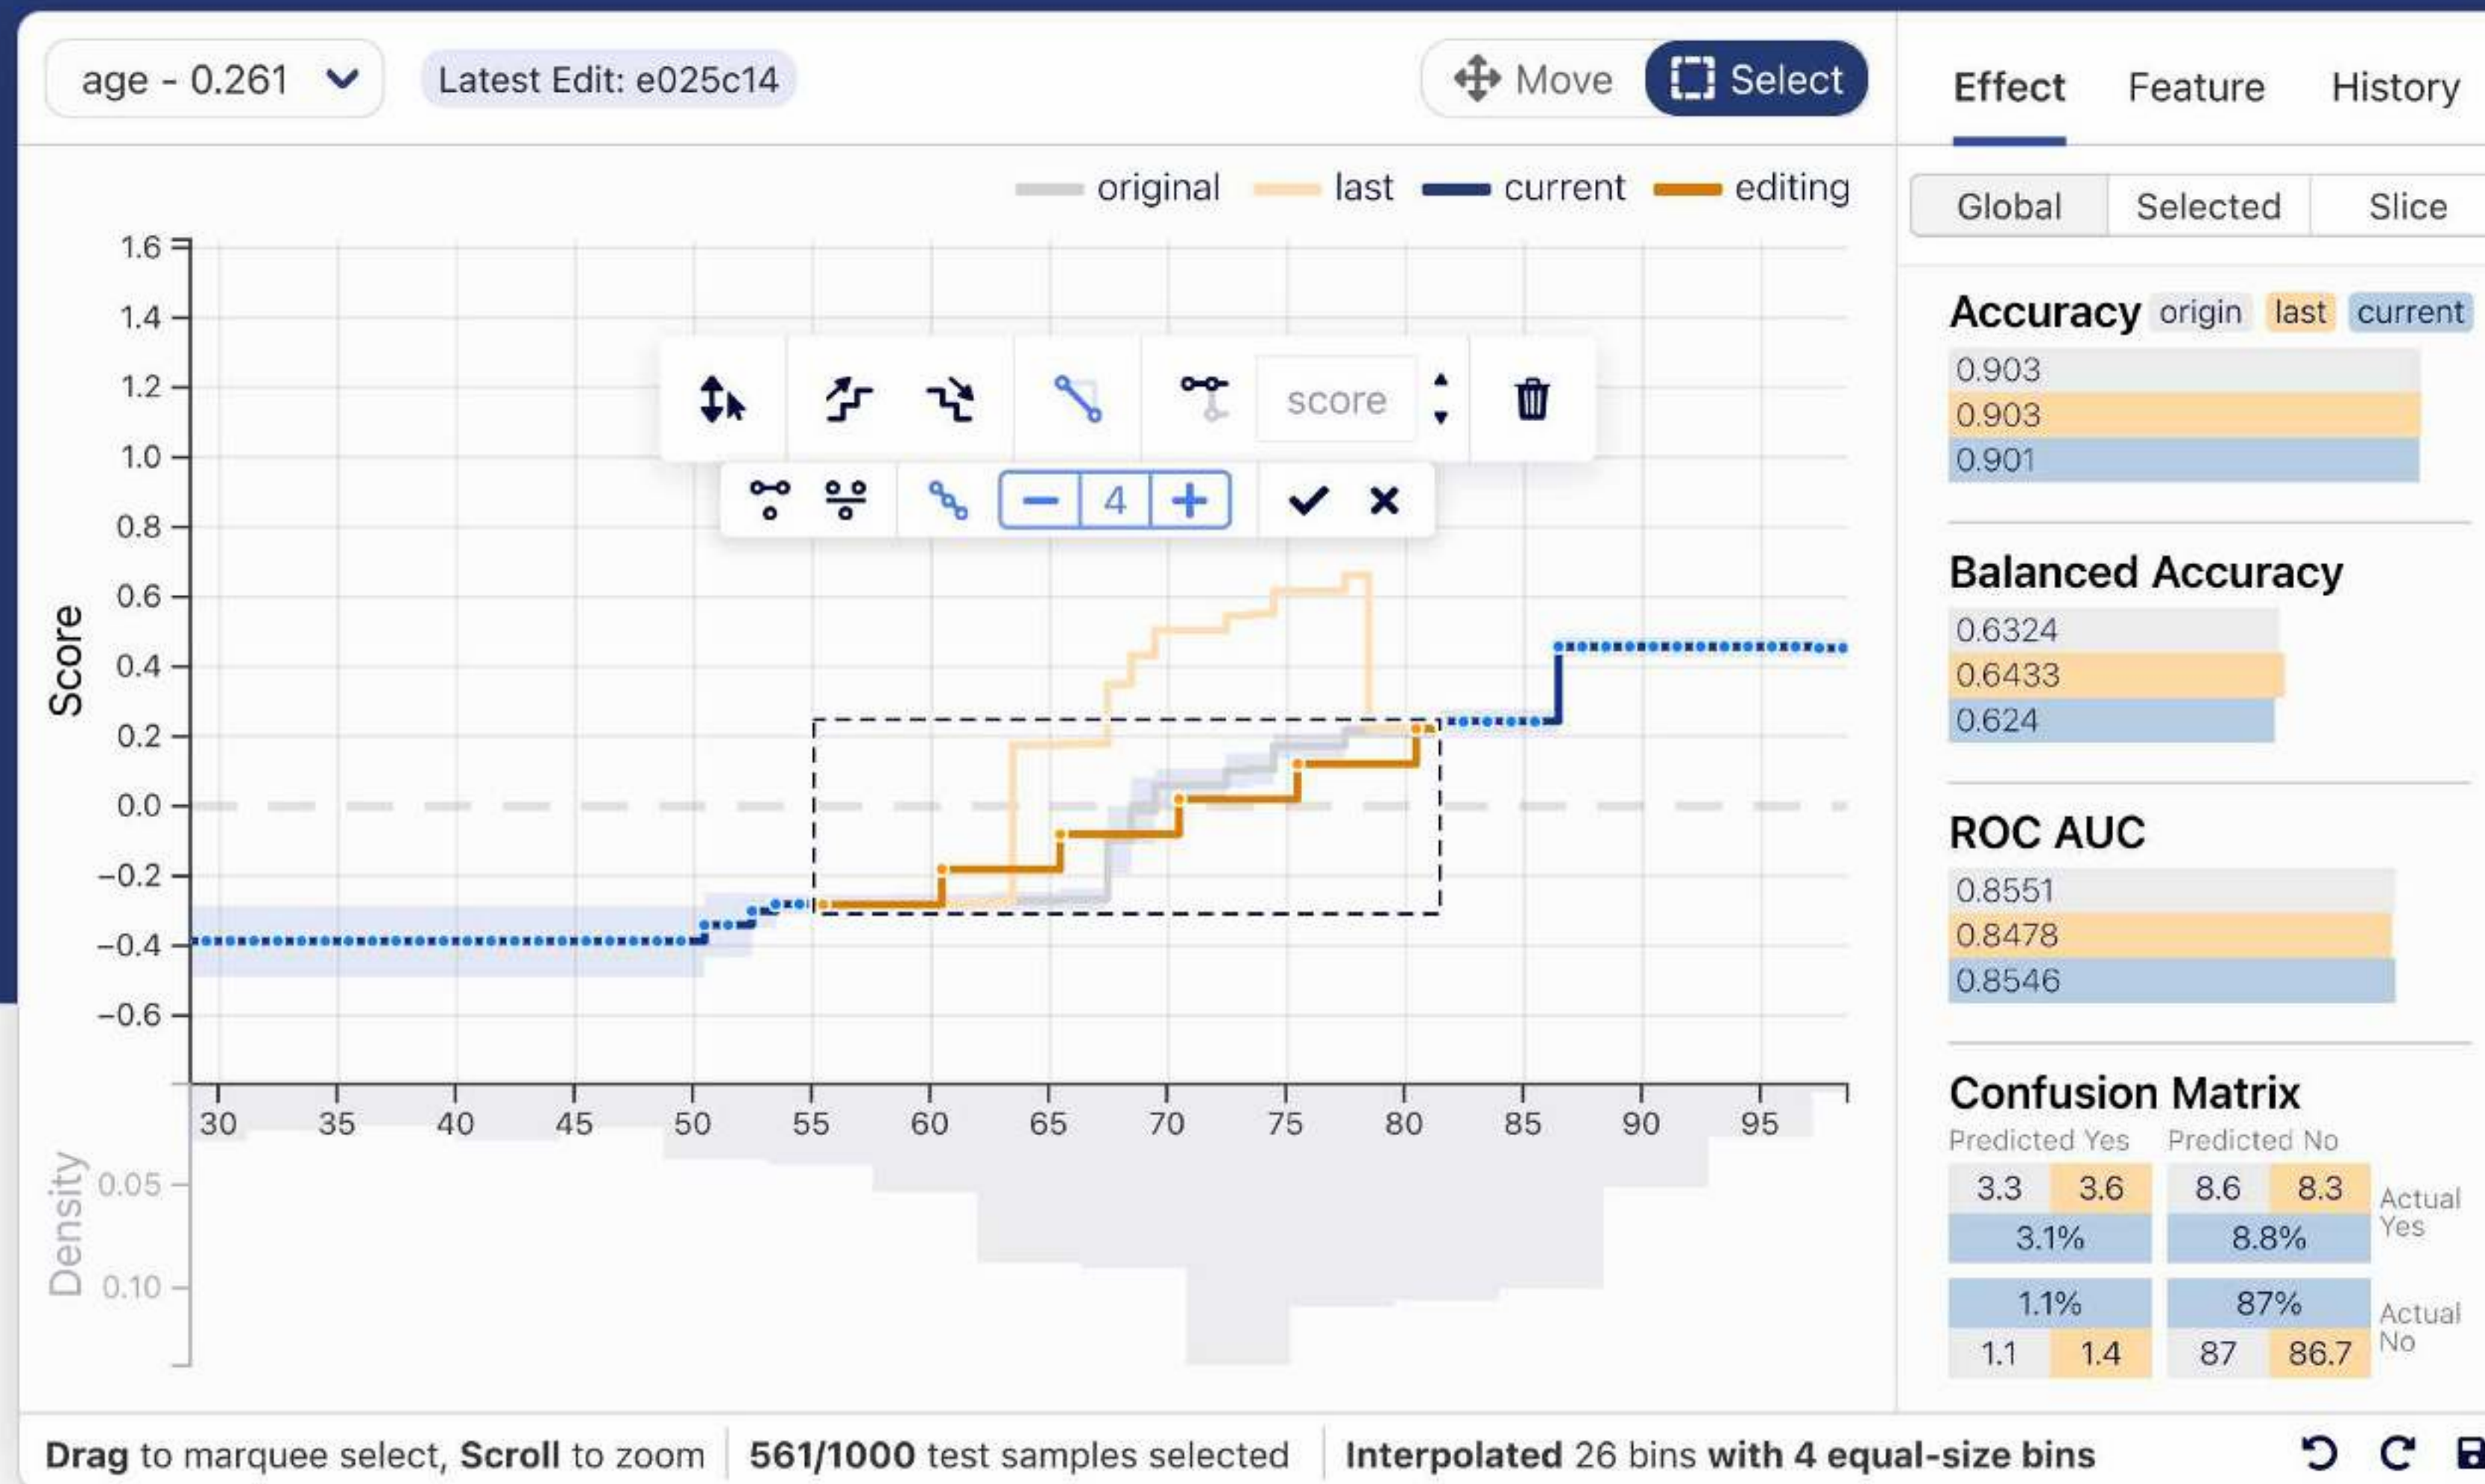 age - 0.261
Latest Edit: e025c14
Move
Select
original last current editing
Score
1.6
1.4
1.2
1.0
0.8
0.6
0.4
0.2
0.0
−0.2
−0.4
−0.6
score
4
30 35 40 45 50 55 60 65 70 75 80 85 90 95
Density
0.05
0.10
Effect Feature History
Global Selected Slice
Accuracy origin last current
0.903
0.903
0.901
Balanced Accuracy
0.6324
0.6433
0.624
ROC AUC
0.8551
0.8478
0.8546
Confusion Matrix
Predicted Yes Predicted No
3.3 3.6 8.6 8.3 Actual
3.1% 8.8% Yes
1.1% 87% Actual
1.1 1.4 87 86.7 No
Drag to marquee select, Scroll to zoom
561/1000 test samples selected
Interpolated 26 bins with 4 equal-size bins